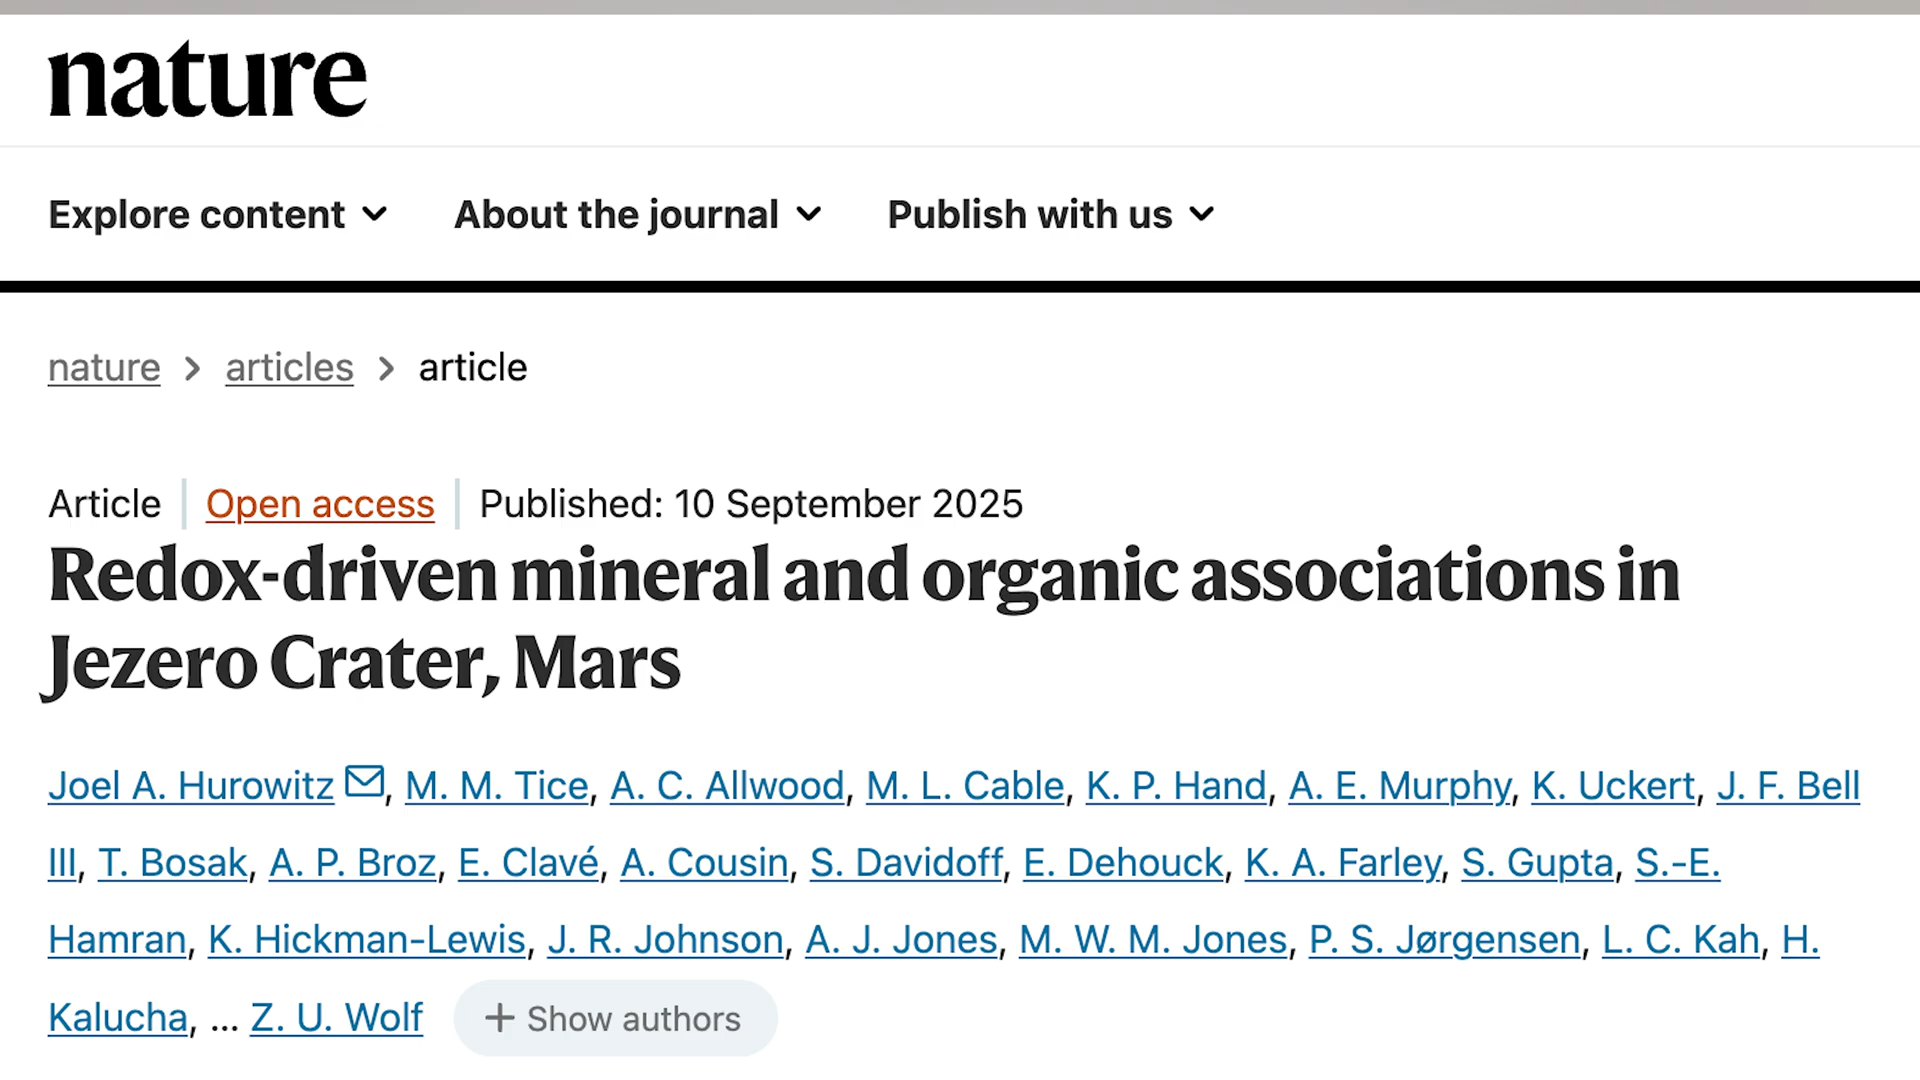 nature
Explore content About the journal Publish with us
nature > articles > article
Article Open access Published: 10 September 2025
Redox-driven mineral and organic associations in
Jezero Crater, Mars
Joel A. Hurowitz, M. M. Tice, A. C. Allwood, M. L. Cable, K. P. Hand, A. E. Murphy, K. Uckert, J. F. Bell
III, T. Bosak, A. P. Broz, E. Clavé, A. Cousin, S. Davidoff, E. Dehouck, K. A. Farley, S. Gupta, S.-E.
Hamran, K. Hickman-Lewis, J. R. Johnson, A. J. Jones, M. W. M. Jones, P. S. Jørgensen, L. C. Kah, H.
Kalucha, ... Z. U. Wolf + Show authors